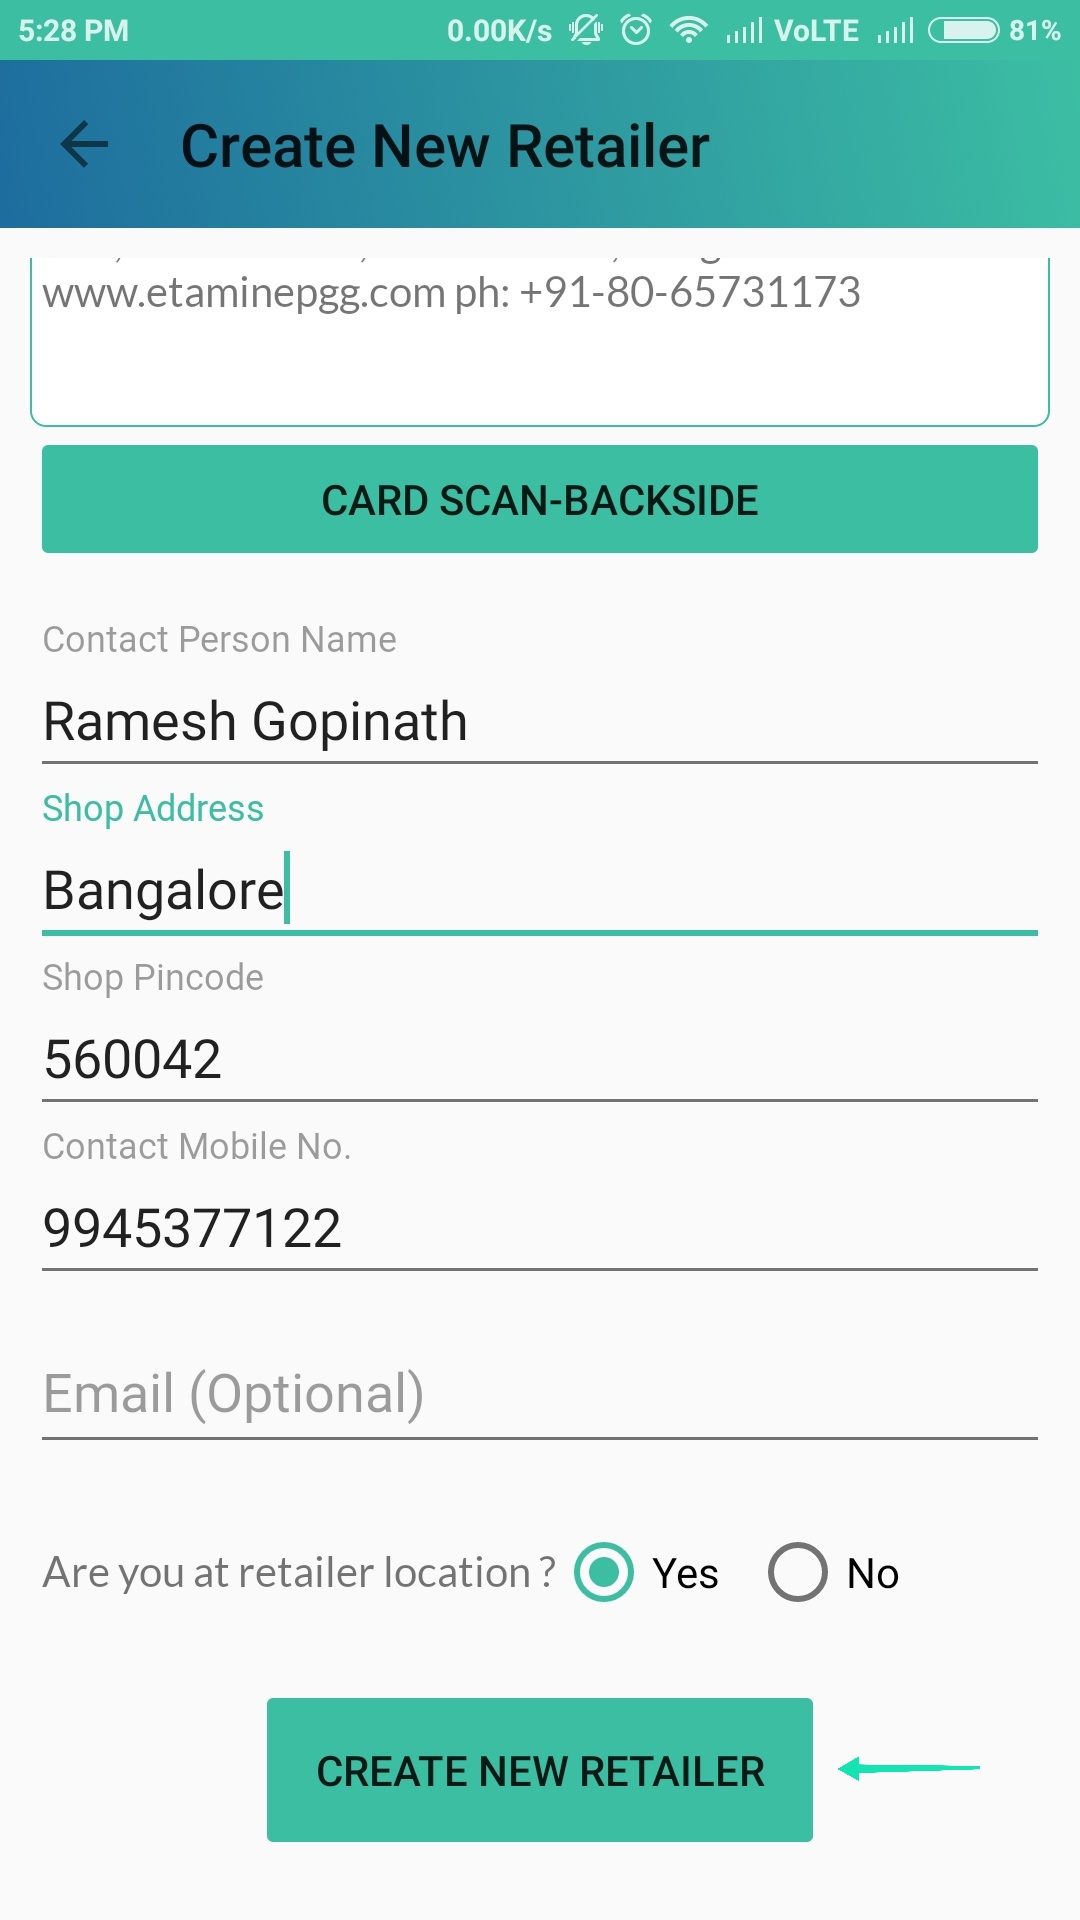 5:28 PM 0.00K/s VoLTE 81%
Create New Retailer
www.etaminepgg.com ph: +91-80-65731173
CARD SCAN-BACKSIDE
Contact Person Name
Ramesh Gopinath
Shop Address
Bangalore
Shop Pincode
560042
Contact Mobile No.
9945377122
Email (Optional)
Are you at retailer location ? Yes No
CREATE NEW RETAILER